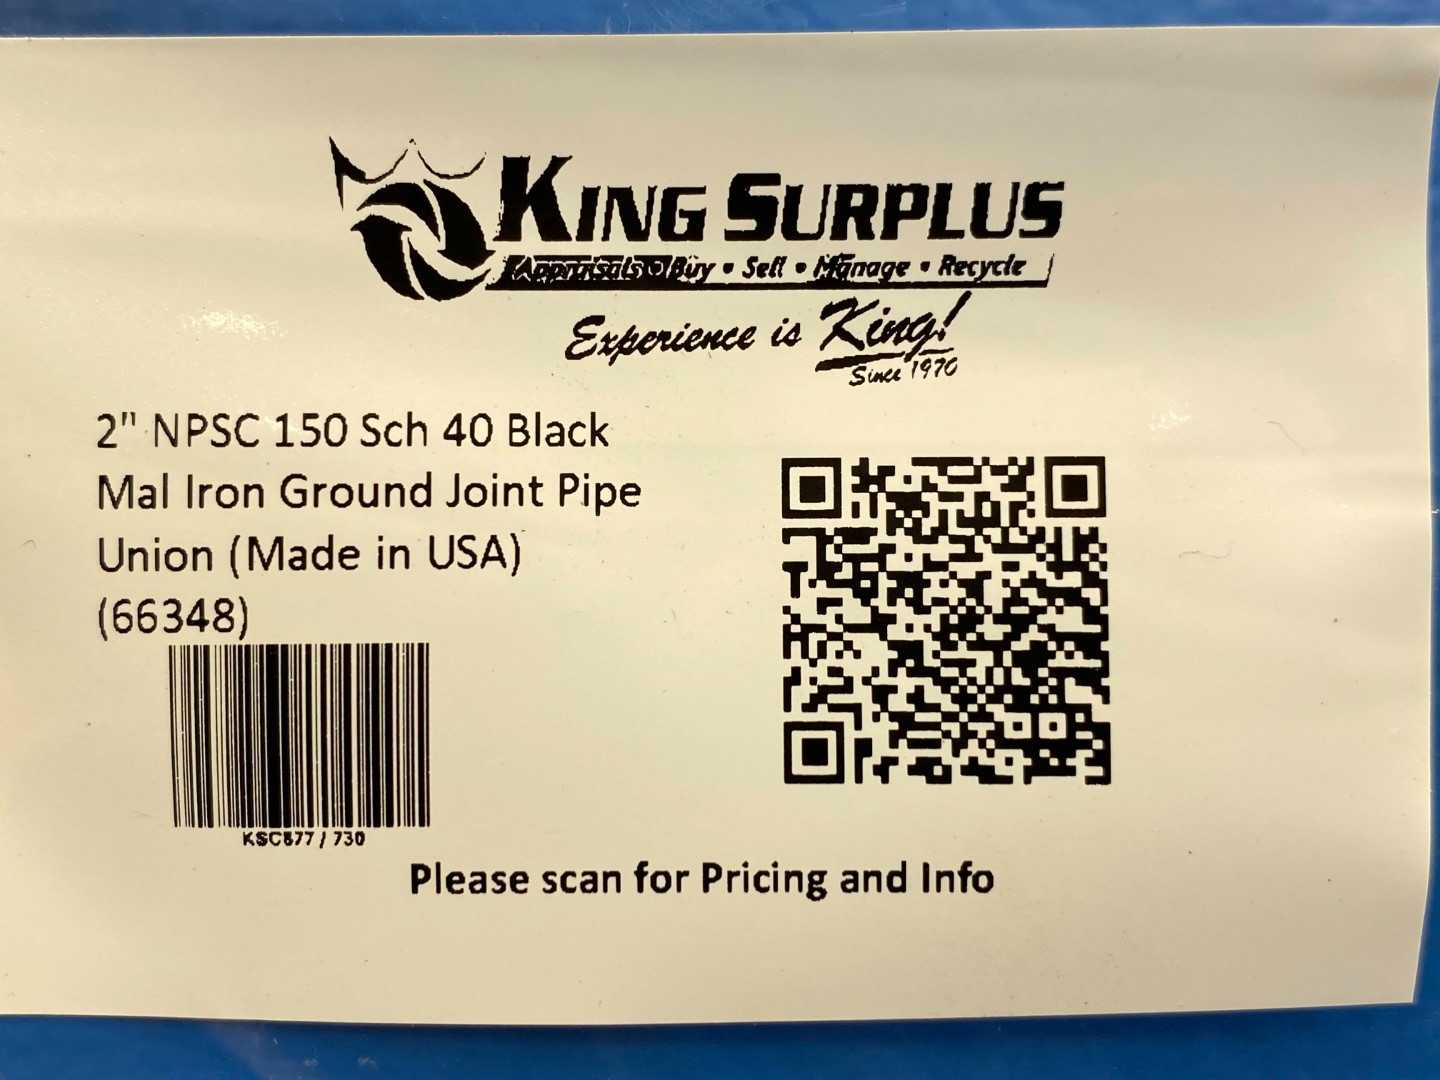 KING SURPLUS
Appraisals • Buy • Sell • Manage • Recycle
Experience is King!
Since 1970
2" NPSC 150 Sch 40 Black
Mal Iron Ground Joint Pipe
Union (Made in USA)
(66348)
KSC877 / 730
Please scan for Pricing and Info